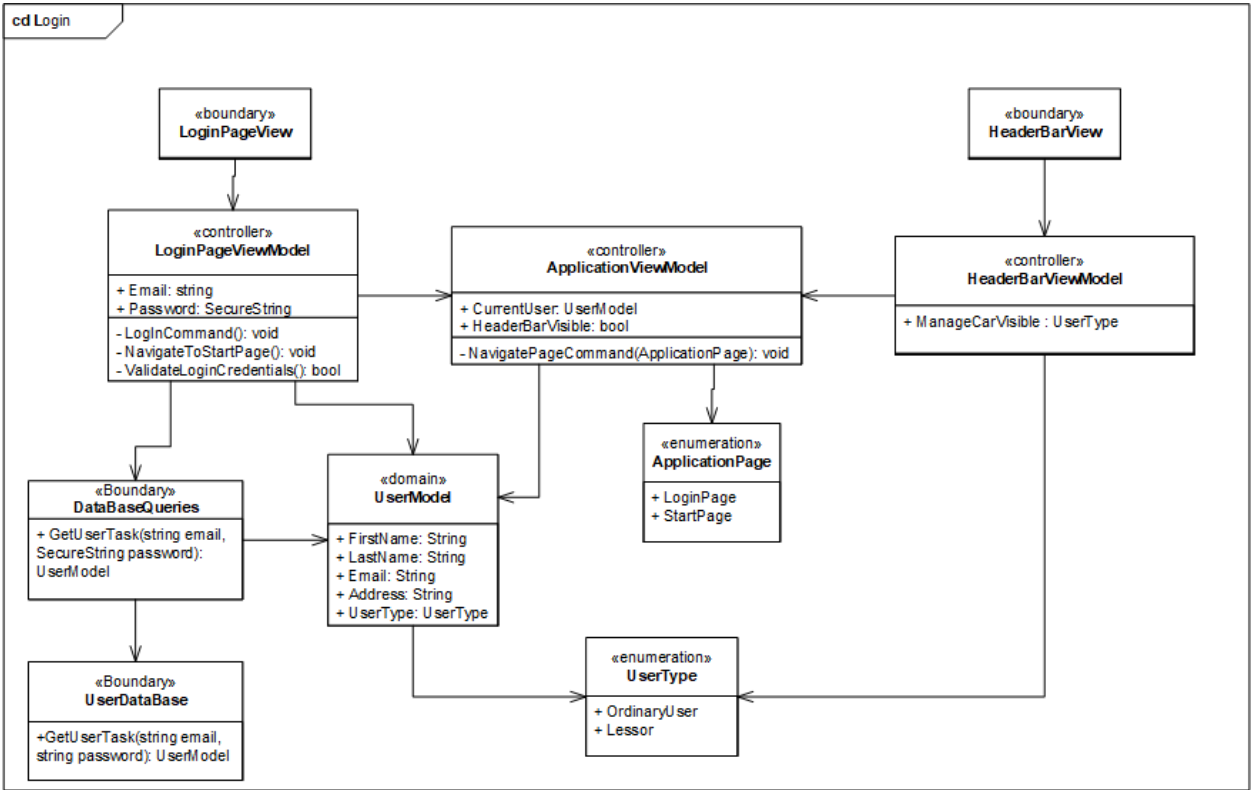 cd Login
«boundary»
LoginPageView
«boundary»
HeaderBarView
«controller»
LoginPageViewModel
+ Email: string
+ Password: SecureString
- LogInCommand(): void
- NavigateToStartPage(): void
- ValidateLoginCredentials(): bool
«controller»
ApplicationViewModel
+ CurrentUser: UserModel
+ HeaderBarVisible: bool
- NavigatePageCommand(ApplicationPage): void
«controller»
HeaderBarViewModel
+ ManageCarVisible : UserType
«Boundary»
DataBaseQueries
+ GetUserTask(string email,
SecureString password):
UserModel
«domain»
UserModel
+ FirstName: String
+ LastName: String
+ Email: String
+ Address: String
+ UserType: UserType
«enumeration»
ApplicationPage
+ LoginPage
+ StartPage
«Boundary»
UserDataBase
+GetUserTask(string email,
string password): UserModel
«enumeration»
UserType
+ OrdinaryUser
+ Lessor